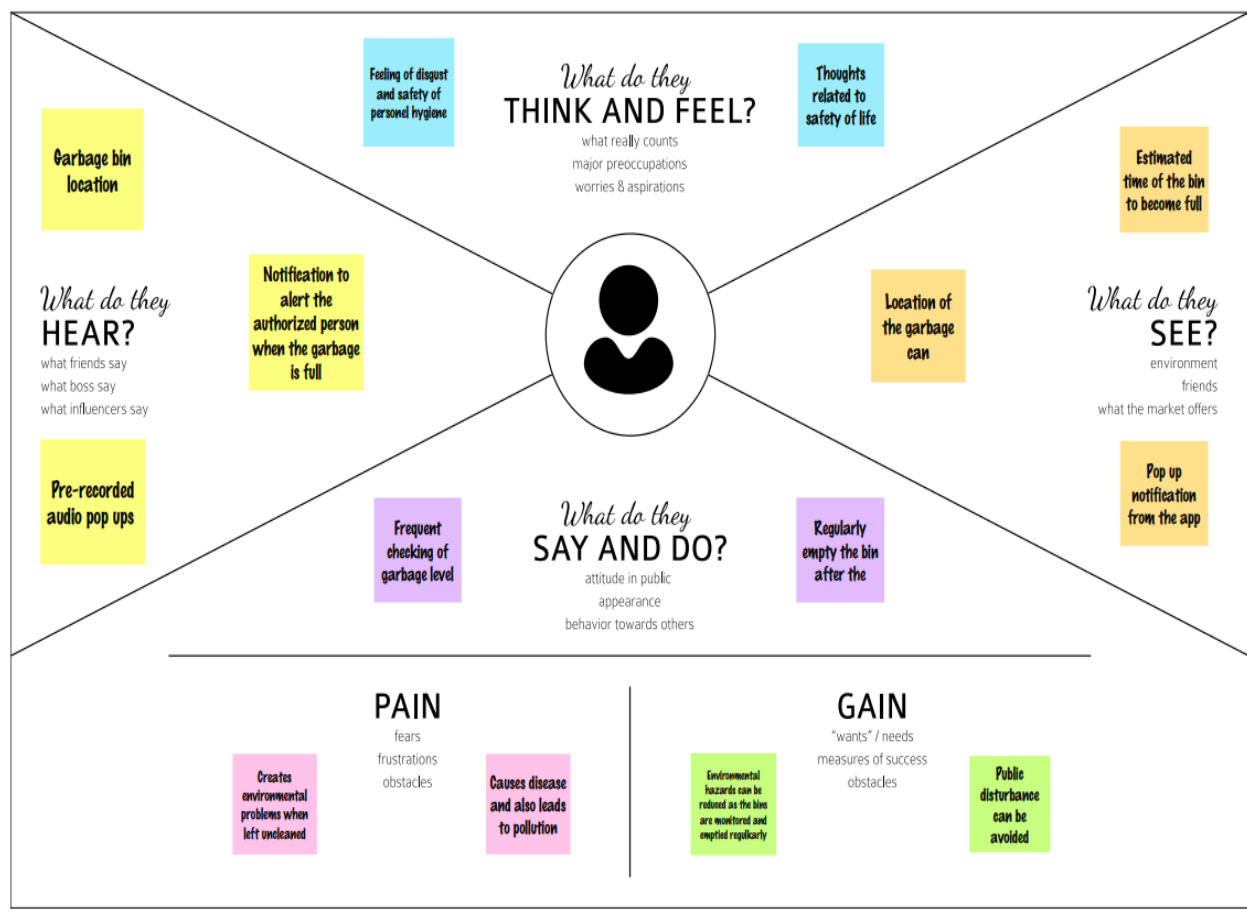 Feeling of disgust
and safety of
personel hygiene
What do they
THINK AND FEEL?
what really counts
major preoccupations
worries & aspirations
Thoughts
related to
safety of life
Garbage bin
location
Notification to
alert the
authorized person
when the garbage
is full
What do they
HEAR?
what friends say
what boss say
what influencers say
Pre-recorded
audio pop ups
Estimated
time of the bin
to become full
Location of
the garbage
can
What do they
SEE?
environment
friends
what the market offers
Pop up
notification
from the app
Frequent
checking of
garbage level
What do they
SAY AND DO?
attitude in public
appearance
behavior towards others
Regularly
empty the bin
after the
PAIN
fears
frustrations
obstacles
Creates
environmental
problems when
left uncleaned
Causes disease
and also leads
to pollution
GAIN
"wants" / needs
measures of success
obstacles
Environmental
hazards can be
reduced as the bins
are monitored and
emptied regulkarly
Public
disturbance
can be
avoided